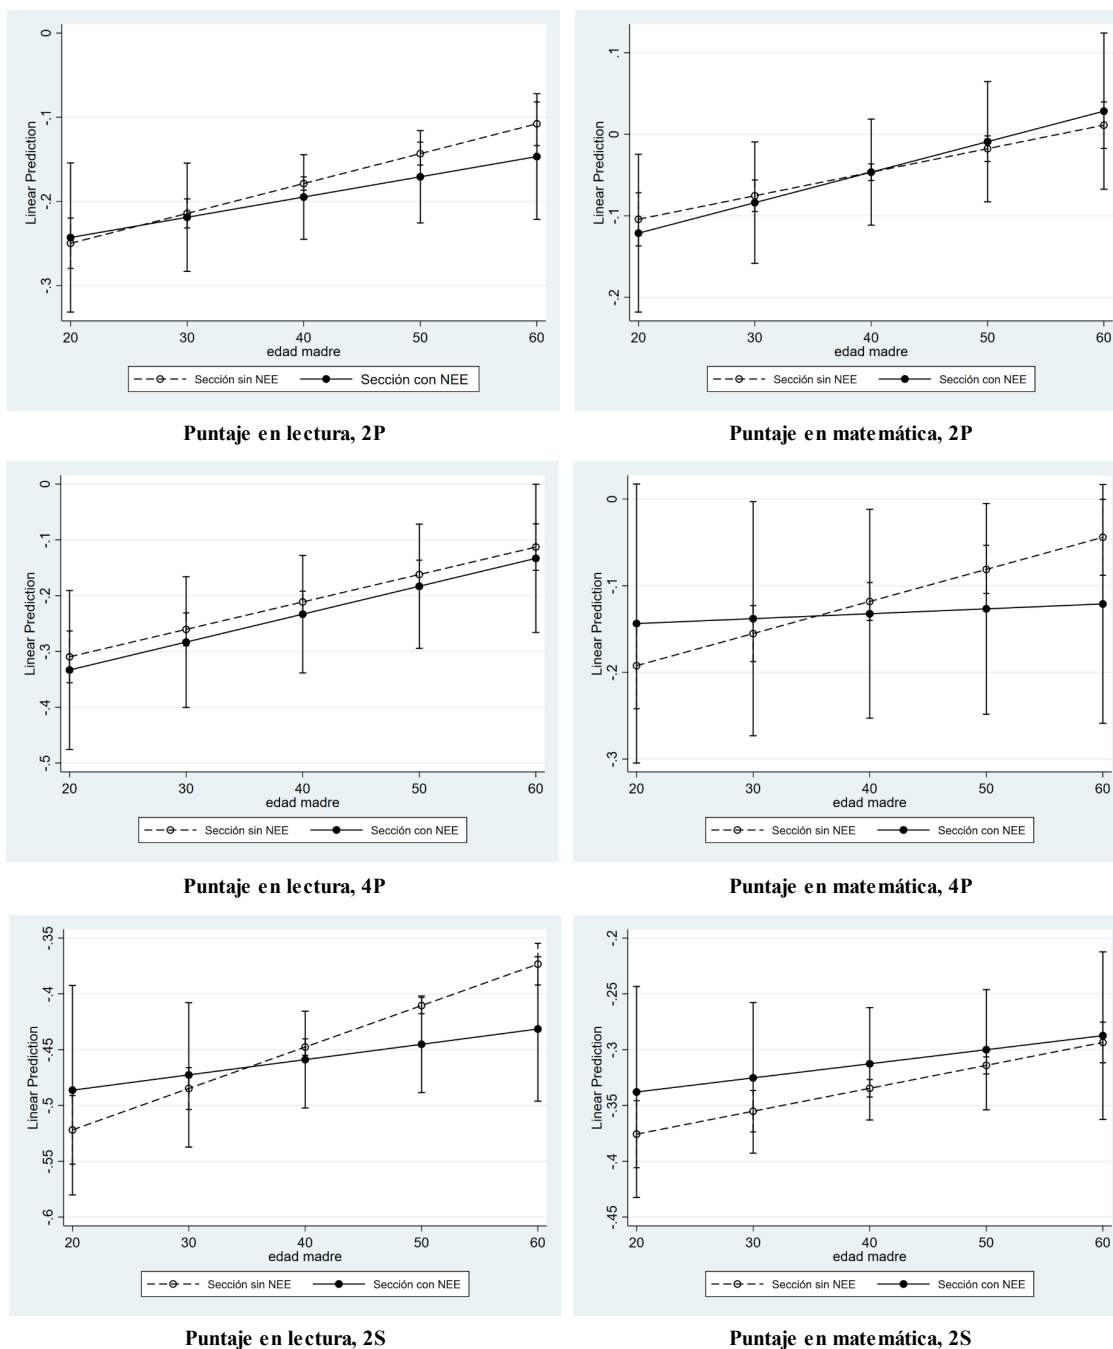 0
-.1
-.2
-.3
Linear Prediction
20 30 40 50 60
edad madre
Sección sin NEE Sección con NEE
Puntaje en lectura, 2P
.1
0
-.1
-.2
Linear Prediction
20 30 40 50 60
edad madre
Sección sin NEE Sección con NEE
Puntaje en matemática, 2P
0
-.1
-.2
-.3
-.4
-.5
Linear Prediction
20 30 40 50 60
edad madre
Sección sin NEE Sección con NEE
Puntaje en lectura, 4P
0
-.1
-.2
-.3
Linear Prediction
20 30 40 50 60
edad madre
Sección sin NEE Sección con NEE
Puntaje en matemática, 4P
-.35
-.4
-.45
-.5
-.55
-.6
Linear Prediction
20 30 40 50 60
edad madre
Sección sin NEE Sección con NEE
Puntaje en lectura, 2S
-.2
-.25
-.3
-.35
-.4
-.45
Linear Prediction
20 30 40 50 60
edad madre
Sección sin NEE Sección con NEE
Puntaje en matemática, 2S